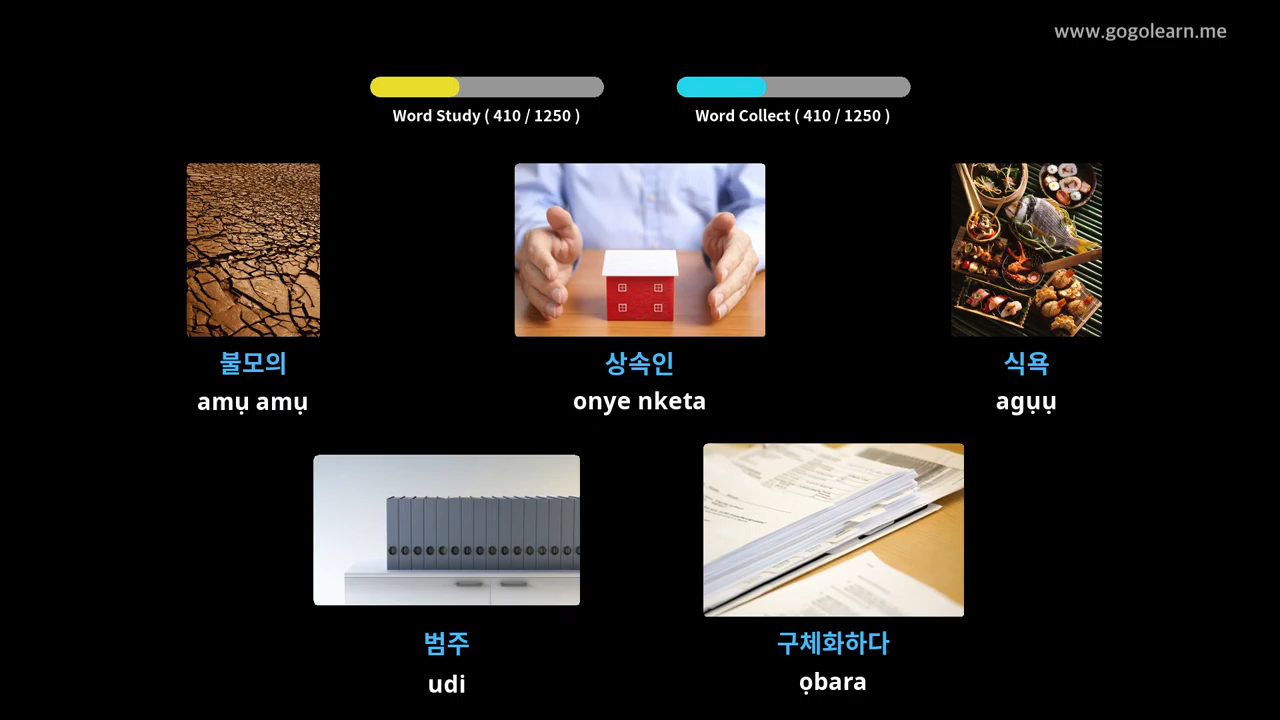 www.gogolearn.me
Word Study ( 410 / 1250 )
Word Collect ( 410 / 1250 )
불모의
상속인
식욕
amụ amụ
onye nketa
agụụ
범주
구체화하다
udi
ọbara